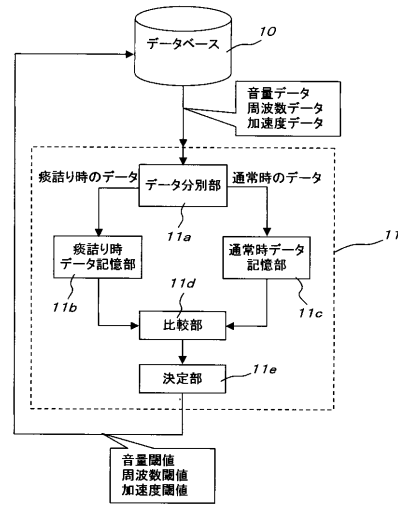 データベース
10
音量データ
周波数データ
加速度データ
痰詰り時のデータ
通常時のデータ
データ分別部
11a
11
痰詰り時
データ記憶部
11b
通常時データ
記憶部
11c
11d
比較部
決定部
11e
音量閾値
周波数閾値
加速度閾値